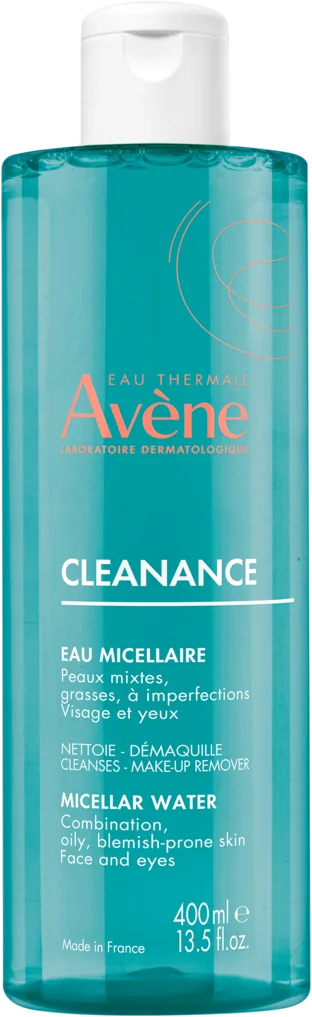 EAU THERMALE
Avène
LABORATOIRE DERMATOLOGIQUE
CLEANANCE
EAU MICELLAIRE
Peaux mixtes,
grasses, à imperfections
Visage et yeux
NETTOIE - DÉMAQUILLE
CLEANSES - MAKE-UP REMOVER
MICELLAR WATER
Combination,
oily, blemish-prone skin
Face and eyes
400 ml e
Made in France 13.5 fl.oz.